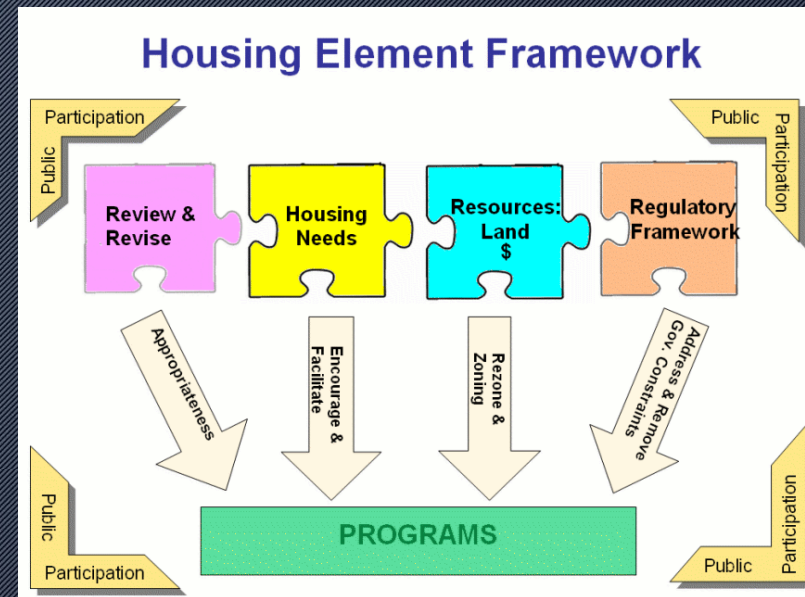 Housing Element Framework
Participation
Public
Public
Participation
Review &
Revise
Housing
Needs
Resources:
Land
$
Regulatory
Framework
Appropriateness
Encourage &
Facilitate
Rezone &
Zoning
Address & Remove
Gov. Constraints
PROGRAMS
Public
Participation
Public
Participation